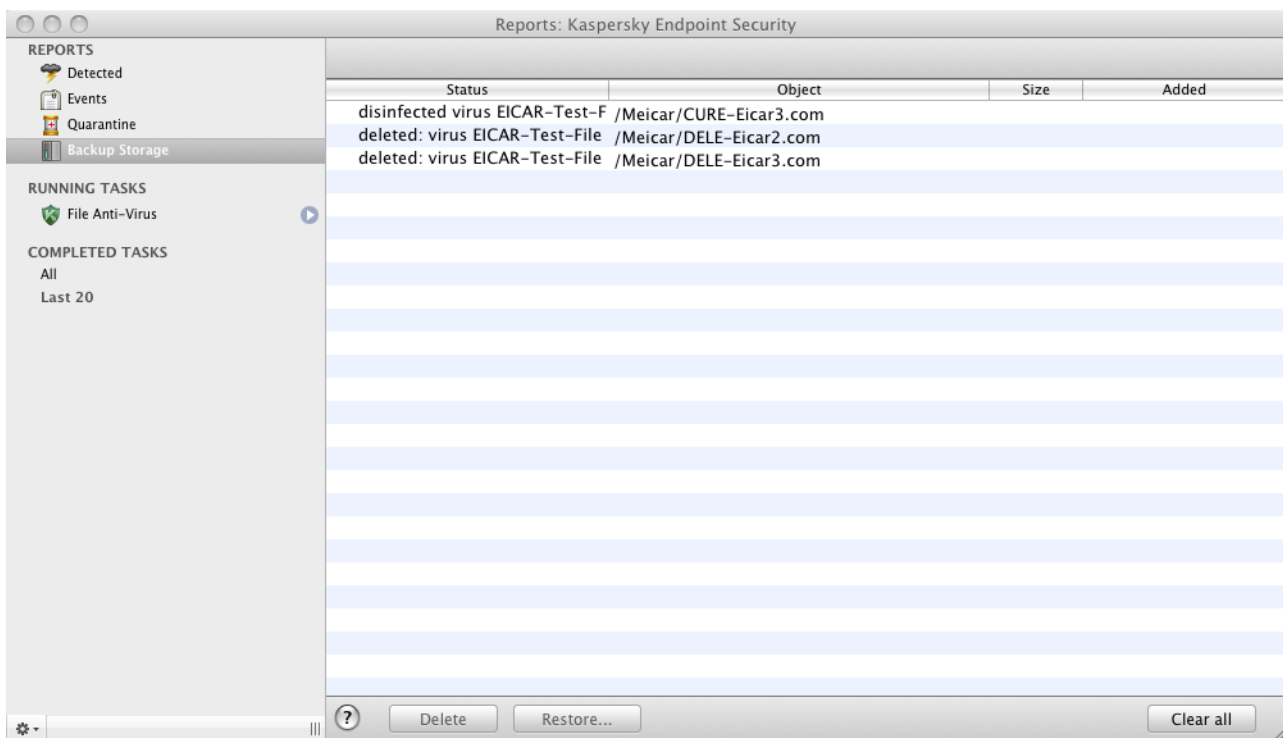 Reports: Kaspersky Endpoint Security
REPORTS
Detected
Events
Quarantine
Backup Storage
RUNNING TASKS
File Anti-Virus
COMPLETED TASKS
All
Last 20
Status Object Size Added
disinfected virus EICAR-Test-F /Meicar/CURE-Eicar3.com
deleted: virus EICAR-Test-File /Meicar/DELE-Eicar2.com
deleted: virus EICAR-Test-File /Meicar/DELE-Eicar3.com
? Delete Restore... Clear all